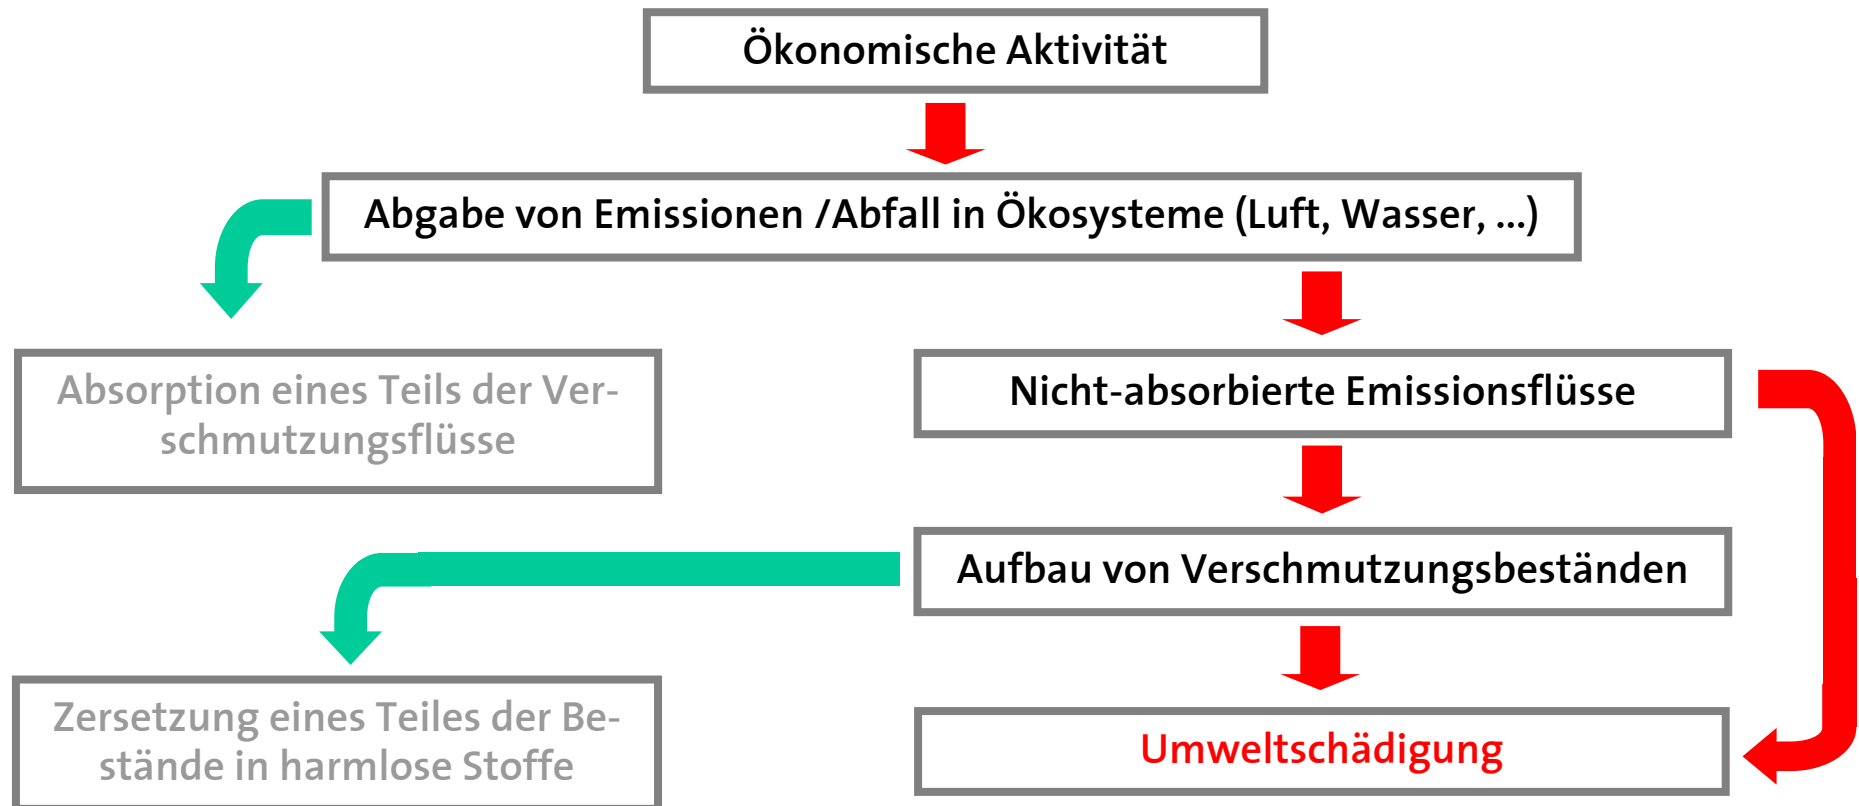 Ökonomische Aktivität
Abgabe von Emissionen /Abfall in Ökosysteme (Luft, Wasser, ...)
Absorption eines Teils der Ver-
schmutzungsflüsse
Nicht-absorbierte Emissionsflüsse
Aufbau von Verschmutzungsbeständen
Zersetzung eines Teiles der Be-
stände in harmlose Stoffe
Umweltschädigung